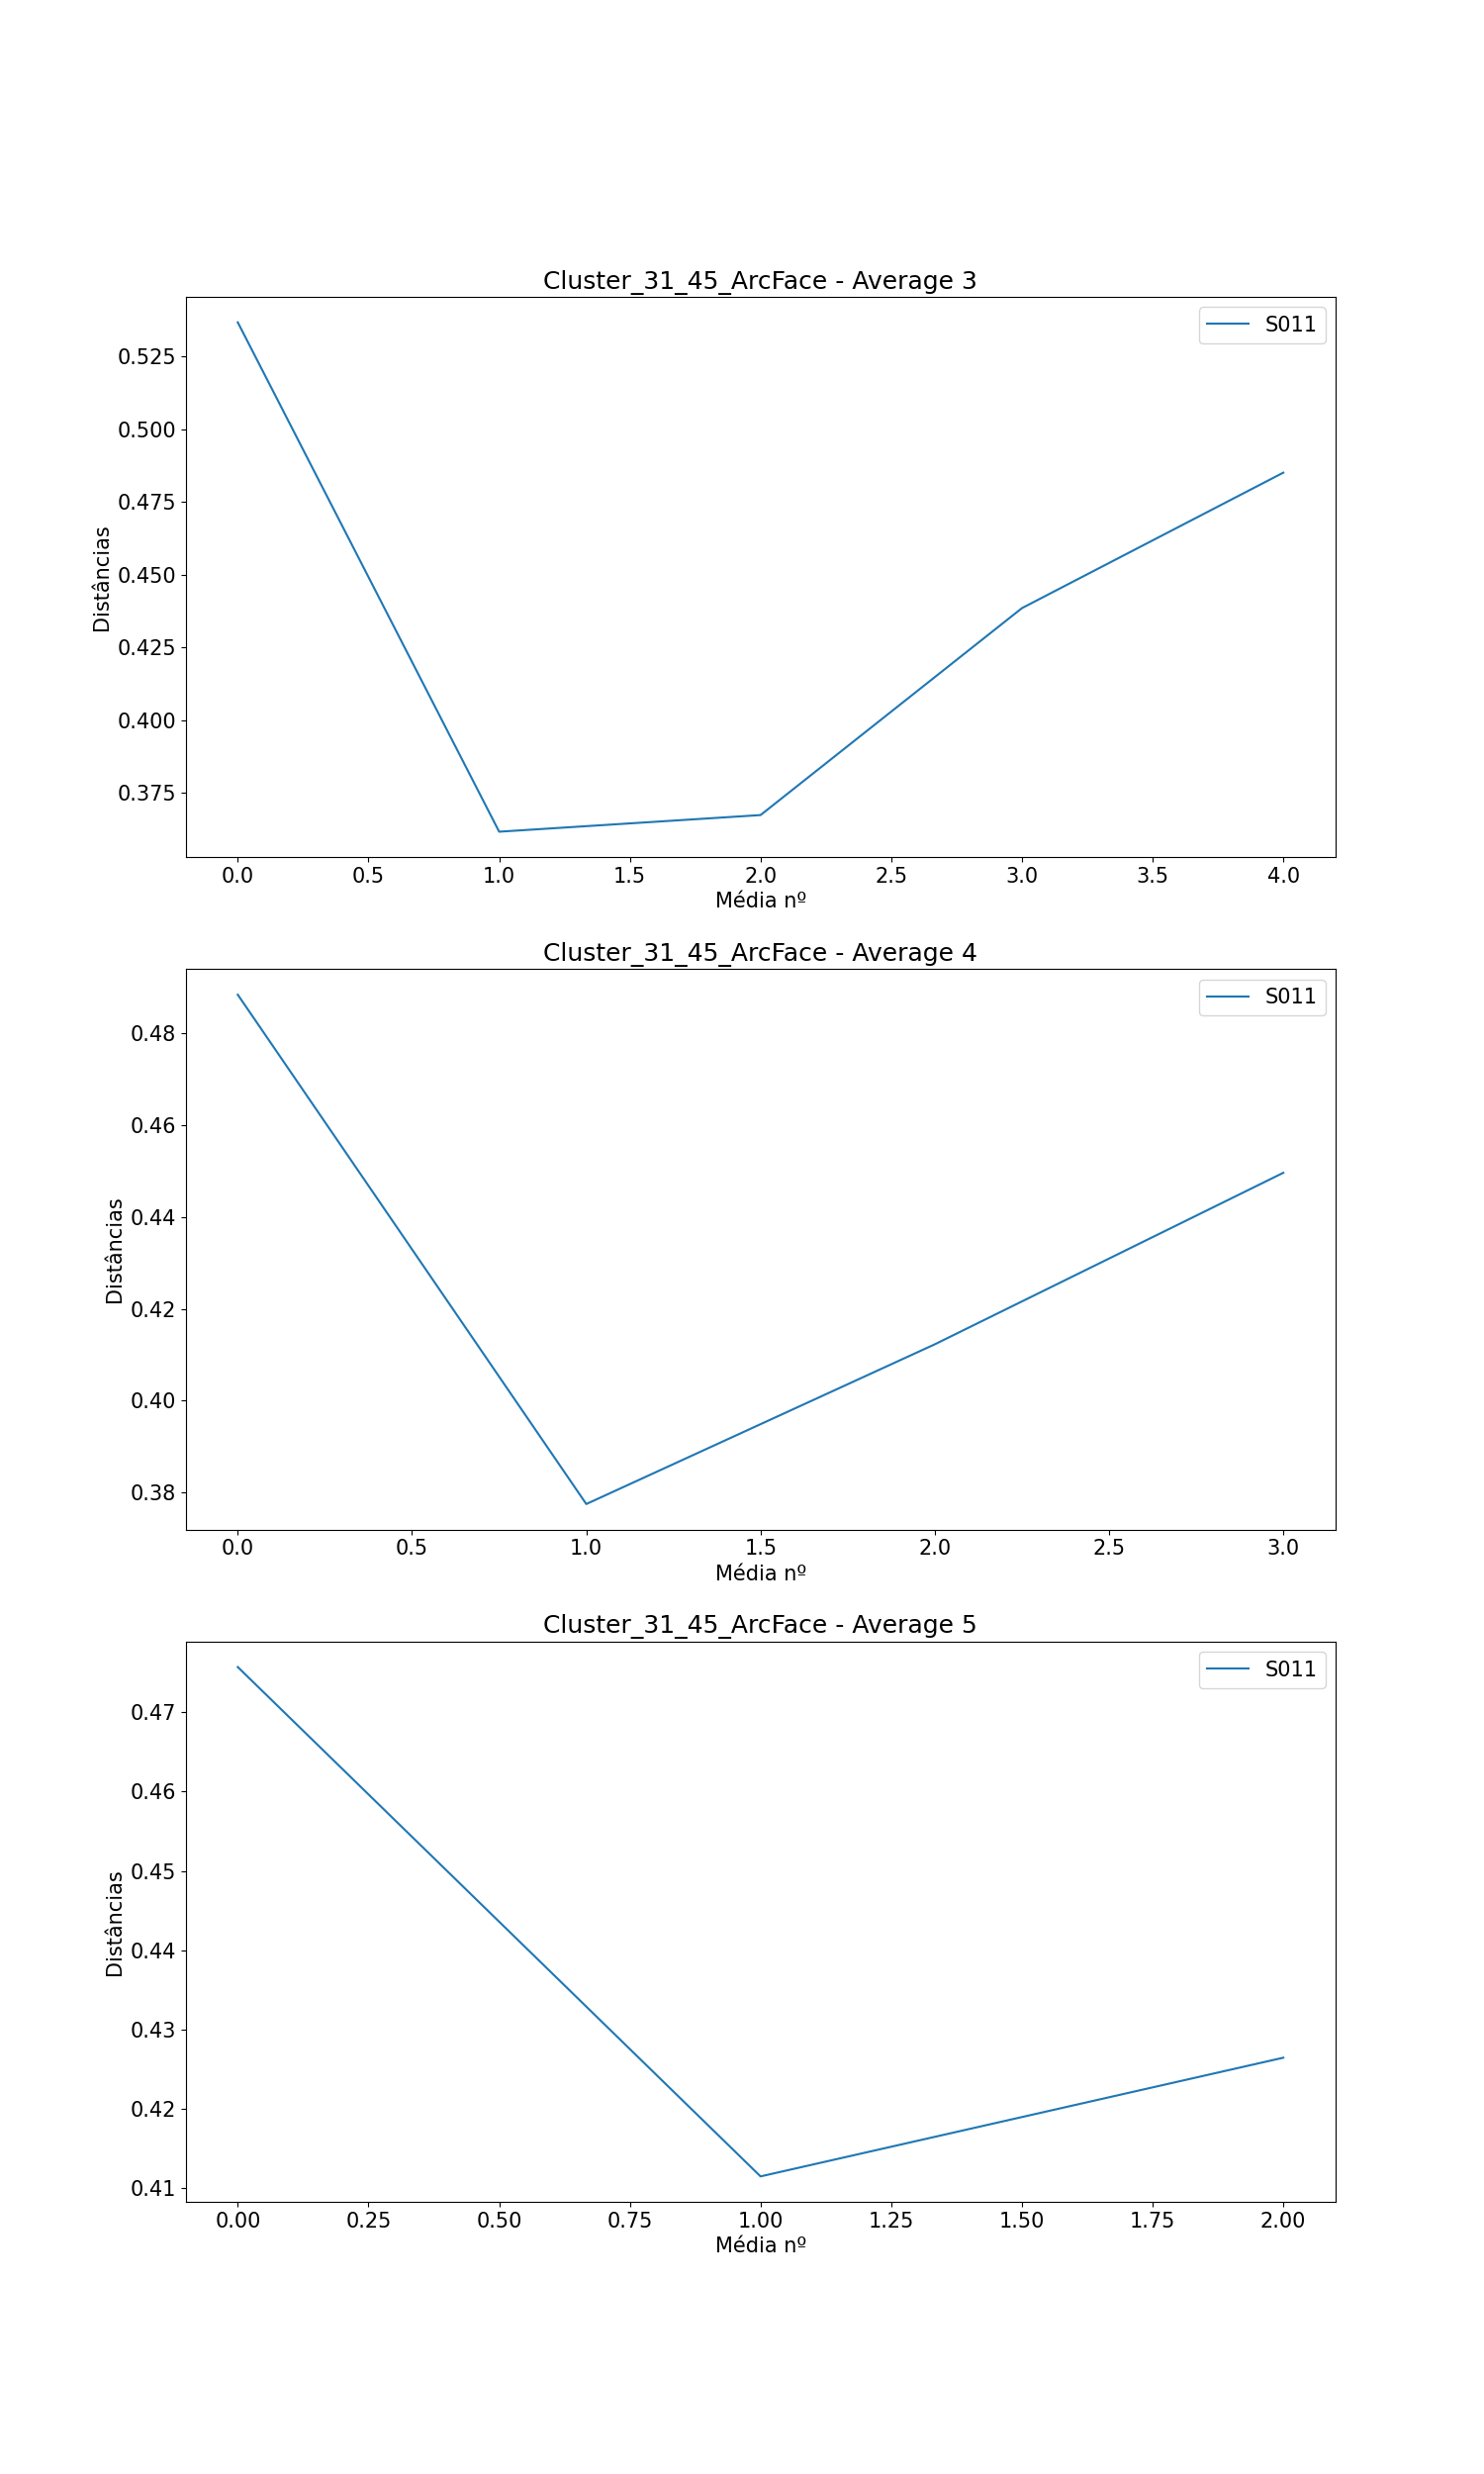 Cluster_31_45_ArcFace - Average 3
S011
0.525
0.500
0.475
0.450
0.425
0.400
0.375
Distâncias
0.0 0.5 1.0 1.5 2.0 2.5 3.0 3.5 4.0
Média nº
Cluster_31_45_ArcFace - Average 4
S011
0.48
0.46
0.44
0.42
0.40
0.38
Distâncias
0.0 0.5 1.0 1.5 2.0 2.5 3.0
Média nº
Cluster_31_45_ArcFace - Average 5
S011
0.47
0.46
0.45
0.44
0.43
0.42
0.41
Distâncias
0.00 0.25 0.50 0.75 1.00 1.25 1.50 1.75 2.00
Média nº